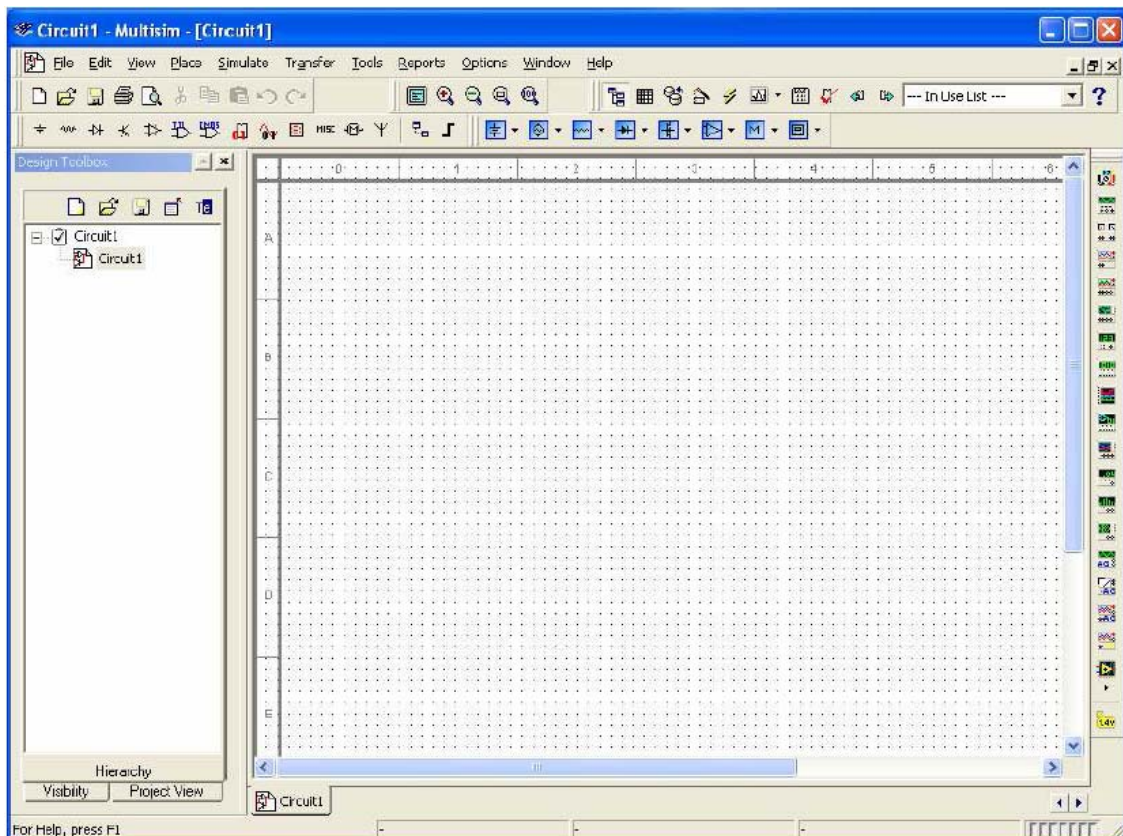 Circuit1 - Multisim - [Circuit1]
File Edit View Place Simulate Transfer Tools Reports Options Window Help
--- In Use List ---
MISC
Design Toolbox
0 1 2 3 4 5 6
A
Circuit1
Circuit1
B
C
D
E
Hierarchy
Visibility Project View
Circuit1
For Help, press F1